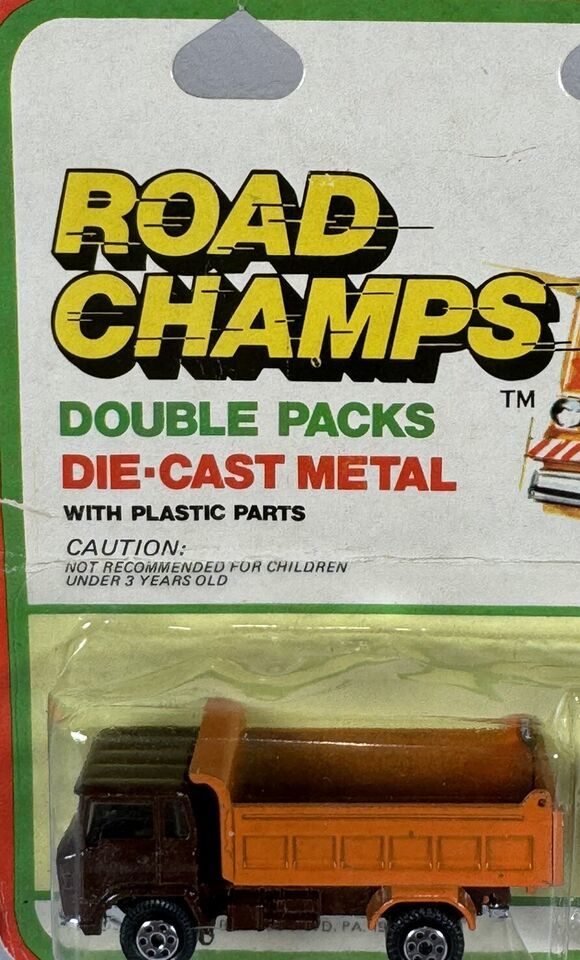 ROAD
CHAMPS
TM
DOUBLE PACKS
DIE-CAST METAL
WITH PLASTIC PARTS
CAUTION:
NOT RECOMMENDED FOR CHILDREN
UNDER 3 YEARS OLD
D. PA.